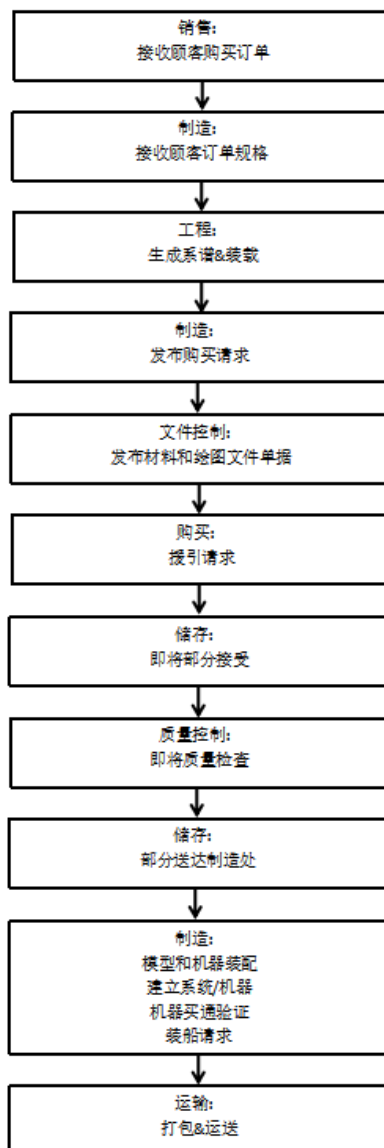 销售:
接收顾客购买订单
制造:
接收顾客订单规格
工程:
生成系谱&装载
制造:
发布购买请求
文件控制:
发布材料和绘图文件单据
购买:
援引请求
储存:
即将部分接受
质量控制:
即将质量检查
储存:
部分送达制造处
制造:
模型和机器装配
建立系统/机器
机器买通验证
装船请求
运输:
打包&运送